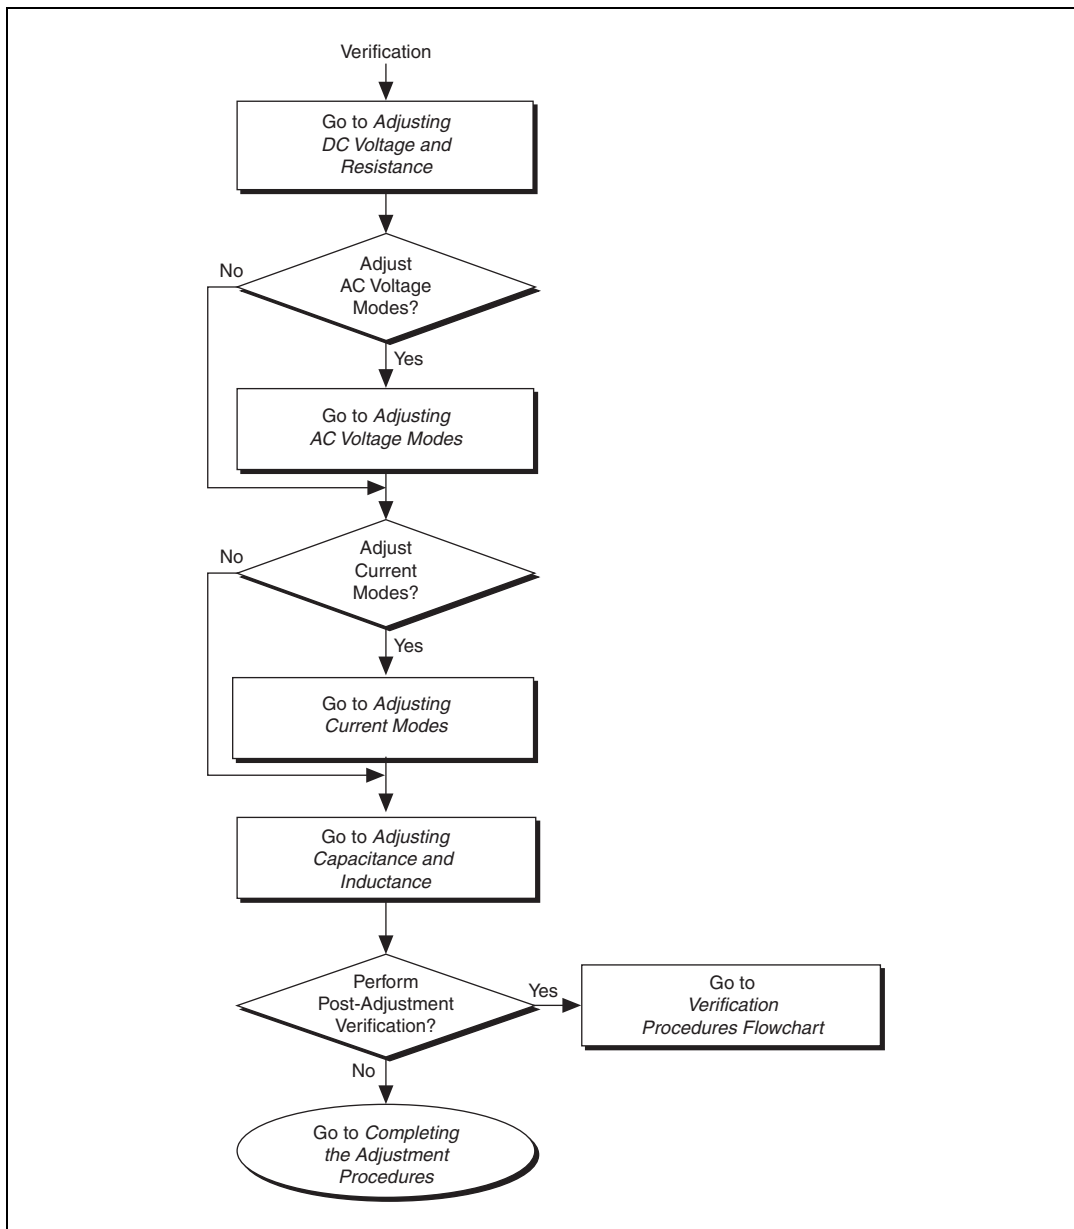 Verification
Go to Adjusting
DC Voltage and
Resistance
No
Adjust
AC Voltage
Modes?
Yes
Go to Adjusting
AC Voltage Modes
No
Adjust
Current
Modes?
Yes
Go to Adjusting
Current Modes
Go to Adjusting
Capacitance and
Inductance
Perform
Post-Adjustment
Verification?
Yes
Go to
Verification
Procedures Flowchart
No
Go to Completing
the Adjustment
Procedures